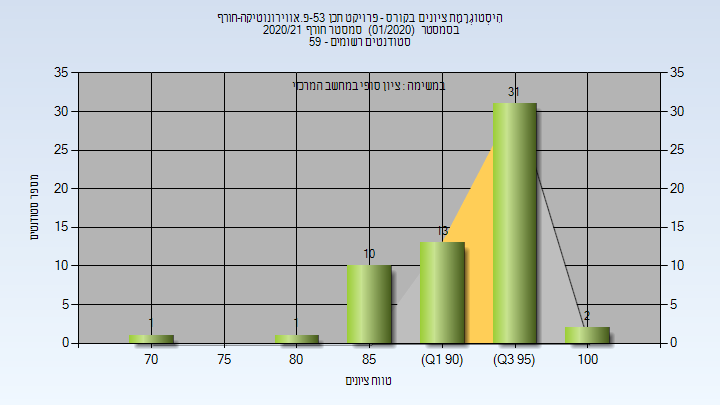 היסְטוגְרָמַת ציונים בקורס - פרויקט תכן 53-פ.אווירונוטיקה-חורף
בסמסטר (01/2020) סמסטר חורף 2020/21
סטודנטים רשומים - 59
במשימה : ציון סופי במחשב המרכזי
35 35
30 30
25 25
20 20
15 15
10 10
5 5
0 0
מספר סטודנטים
1 1 10 13 31 2
70 75 80 85 (Q1 90) (Q3 95) 100
טווח ציונים